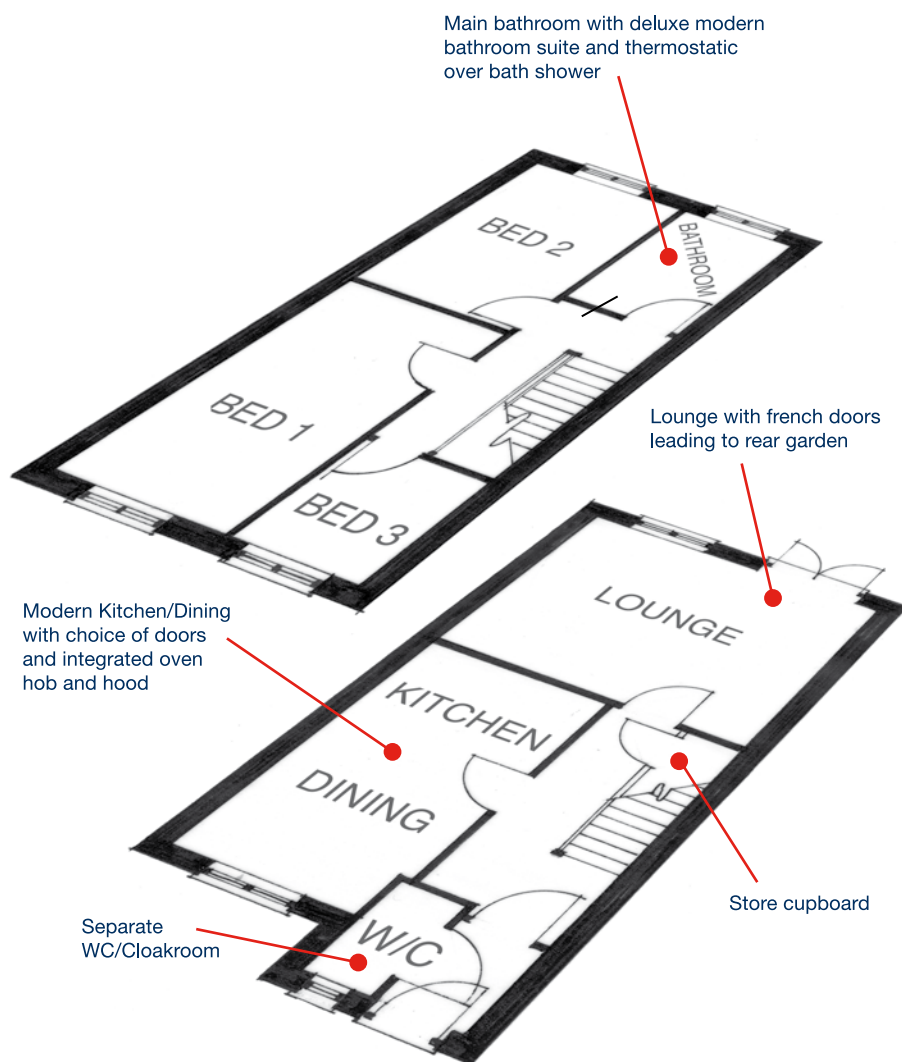 Main bathroom with deluxe modern
bathroom suite and thermostatic
over bath shower
BED 2
BATHROOM
BED 1
BED 3
Lounge with french doors
leading to rear garden
LOUNGE
Modern Kitchen/Dining
with choice of doors
and integrated oven
hob and hood
KITCHEN
DINING
Store cupboard
Separate
WC/Cloakroom
W/C